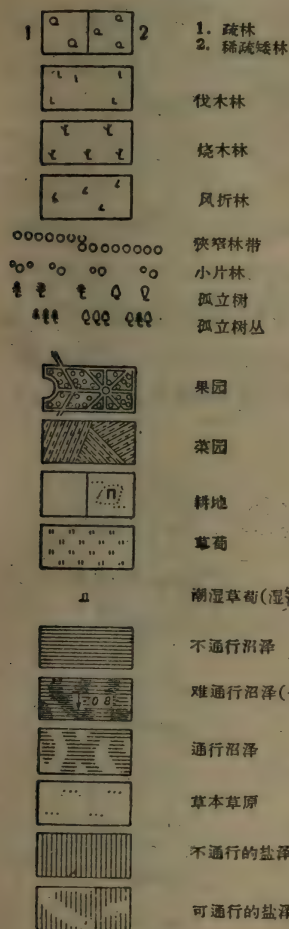 1 2 1. 疏林
2. 稀疏矮林
伐木林
烧木林
风折林
狭窄林带
小片林
孤立树
孤立树丛
果园
菜园
П 耕地
草荀
潮湿草荀(湿
不通行沼泽
0.8 难通行沼泽(
通行沼泽
草本草原
不通行的盐泽
可通行的盐泽